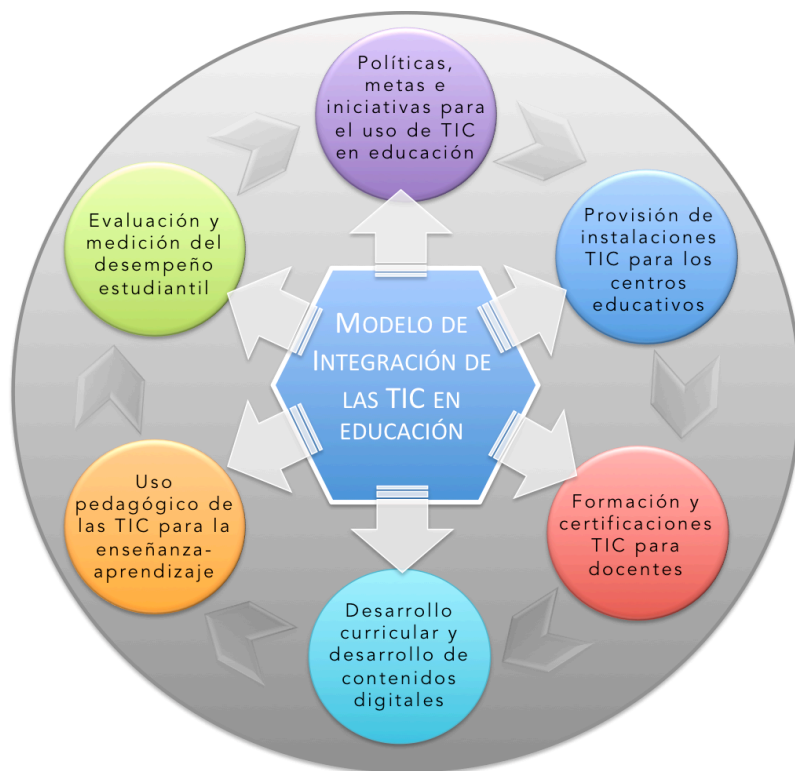 Políticas,
metas e
iniciativas para
el uso de TIC
en educación
Provisión de
instalaciones
TIC para los
centros
educativos
Formación y
certificaciones
TIC para
docentes
Desarrollo
curricular y
desarrollo de
contenidos
digitales
Uso
pedagógico de
las TIC para la
enseñanza-
aprendizaje
Evaluación y
medición del
desempeño
estudiantil
MODELO DE
INTEGRACIÓN DE
LAS TIC EN
EDUCACIÓN